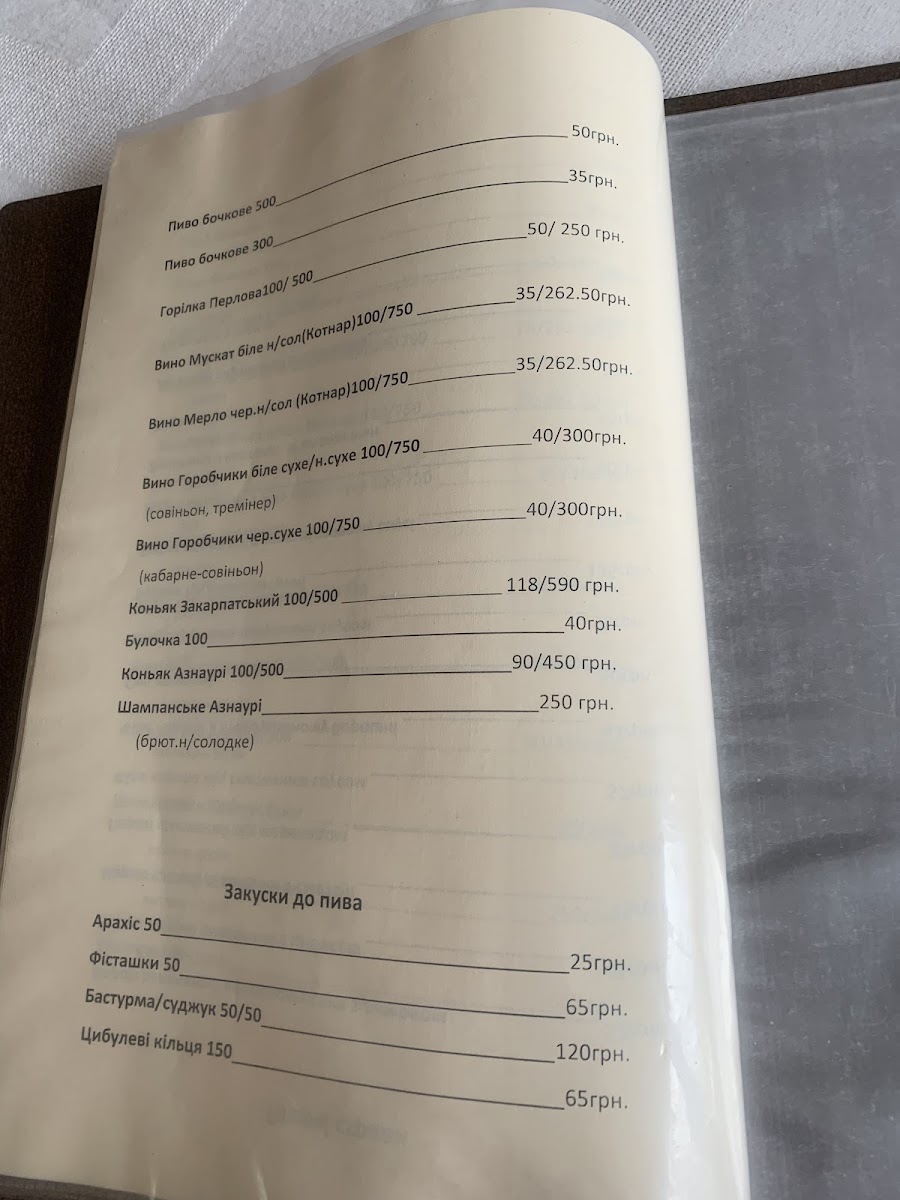 Пиво бочкове 500 50грн.
Пиво бочкове 300 35грн.
Горілка Перлова100/ 500 50/ 250 грн.
Вино Мускат біле н/сол(Котнар)100/750 35/262.50грн.
Вино Мерло чер.н/сол (Котнар)100/750 35/262.50грн.
Вино Горобчики біле сухе/н.сухе 100/750 40/300грн.
(совіньон, тремінер)
Вино Горобчики чер.сухе 100/750 40/300грн.
(кабарне-совіньон)
Коньяк Закарпатський 100/500 118/590 грн.
Булочка 100 40грн.
Коньяк Азнаурі 100/500 90/450 грн.
Шампанське Азнаурі 250 грн.
(брют.н/солодке)
Закуски до пива
Арахіс 50 25грн.
Фісташки 50 65грн.
Бастурма/суджук 50/50 120грн.
Цибулеві кільця 150 65грн.